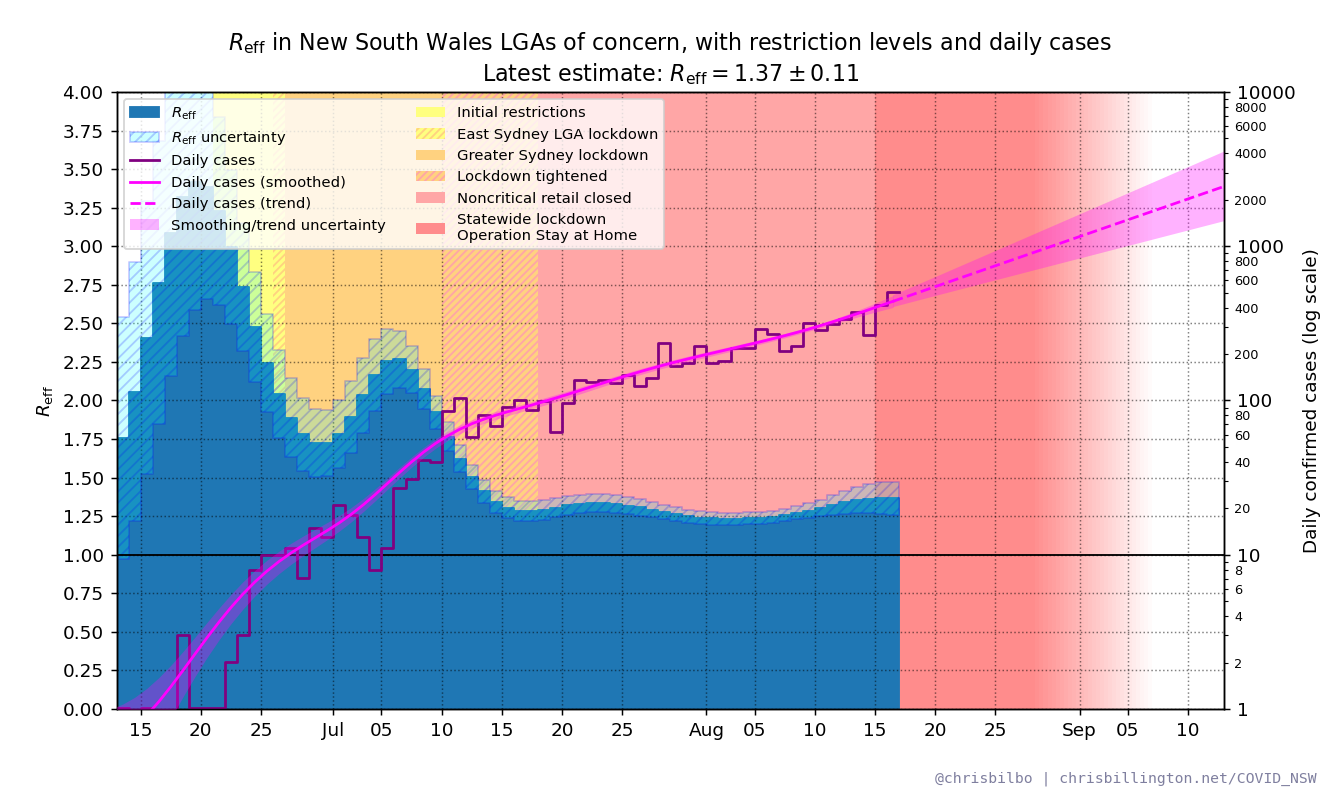 R_eff in New South Wales LGAs of concern, with restriction levels and daily cases
Latest estimate: R_eff = 1.37 ± 0.11
R_eff
R_eff uncertainty
Daily cases
Daily cases (smoothed)
Daily cases (trend)
Smoothing/trend uncertainty
Initial restrictions
East Sydney LGA lockdown
Greater Sydney lockdown
Lockdown tightened
Noncritical retail closed
Statewide lockdown
Operation Stay at Home
R_eff
4.00
3.75
3.50
3.25
3.00
2.75
2.50
2.25
2.00
1.75
1.50
1.25
1.00
0.75
0.50
0.25
0.00
15 20 25 Jul 05 10 15 20 25 Aug 05 10 15 20 25 Sep 05 10
10000
8000
6000
4000
2000
1000
800
600
400
200
100
80
60
40
20
10
8
6
4
2
1
Daily confirmed cases (log scale)
@chrisbilbo | chrisbillington.net/COVID_NSW